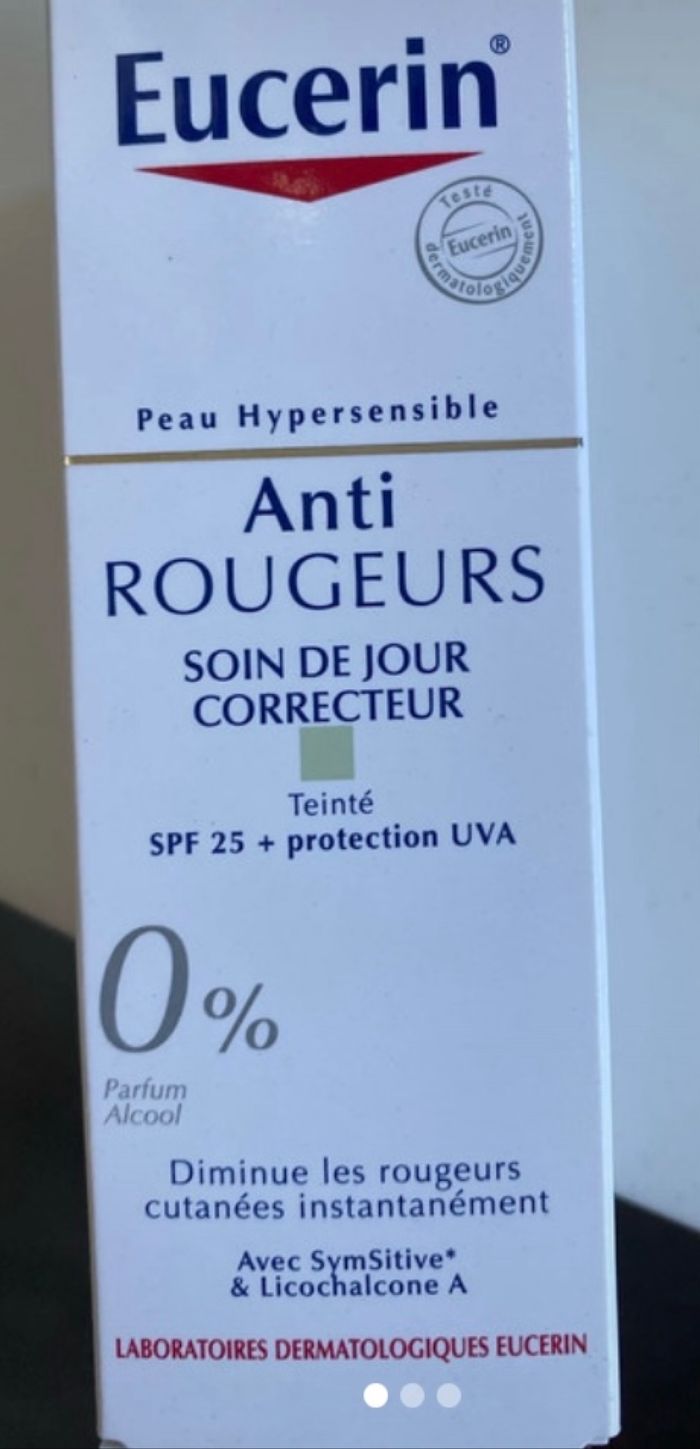 Eucerin®
Testé
Eucerin
dermatologiquement
Peau Hypersensible
Anti
ROUGEURS
SOIN DE JOUR
CORRECTEUR
Teinté
SPF 25 + protection UVA
0%
Parfum
Alcool
Diminue les rougeurs
cutanées instantanément
Avec SymSitive*
& Licochalcone A
LABORATOIRES DERMATOLOGIQUES EUCERIN